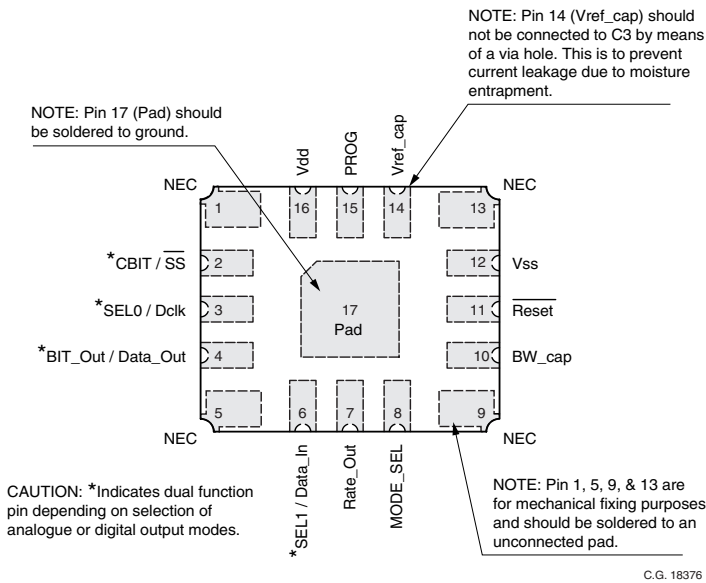 NOTE: Pin 14 (Vref_cap) should
not be connected to C3 by means
of a via hole. This is to prevent
current leakage due to moisture
entrapment.
NOTE: Pin 17 (Pad) should
be soldered to ground.
Vdd
PROG
Vref_cap
NEC
NEC
1
16
15
14
13
*CBIT / SS
2
12
Vss
*SEL0 / Dclk
3
17
Pad
11
Reset
*BIT_Out / Data_Out
4
10
BW_cap
5
6
7
8
9
NEC
NEC
*SEL1 / Data_In
Rate_Out
MODE_SEL
CAUTION: *Indicates dual function
pin depending on selection of
analogue or digital output modes.
NOTE: Pin 1, 5, 9, & 13 are
for mechanical fixing purposes
and should be soldered to an
unconnected pad.
C.G. 18376